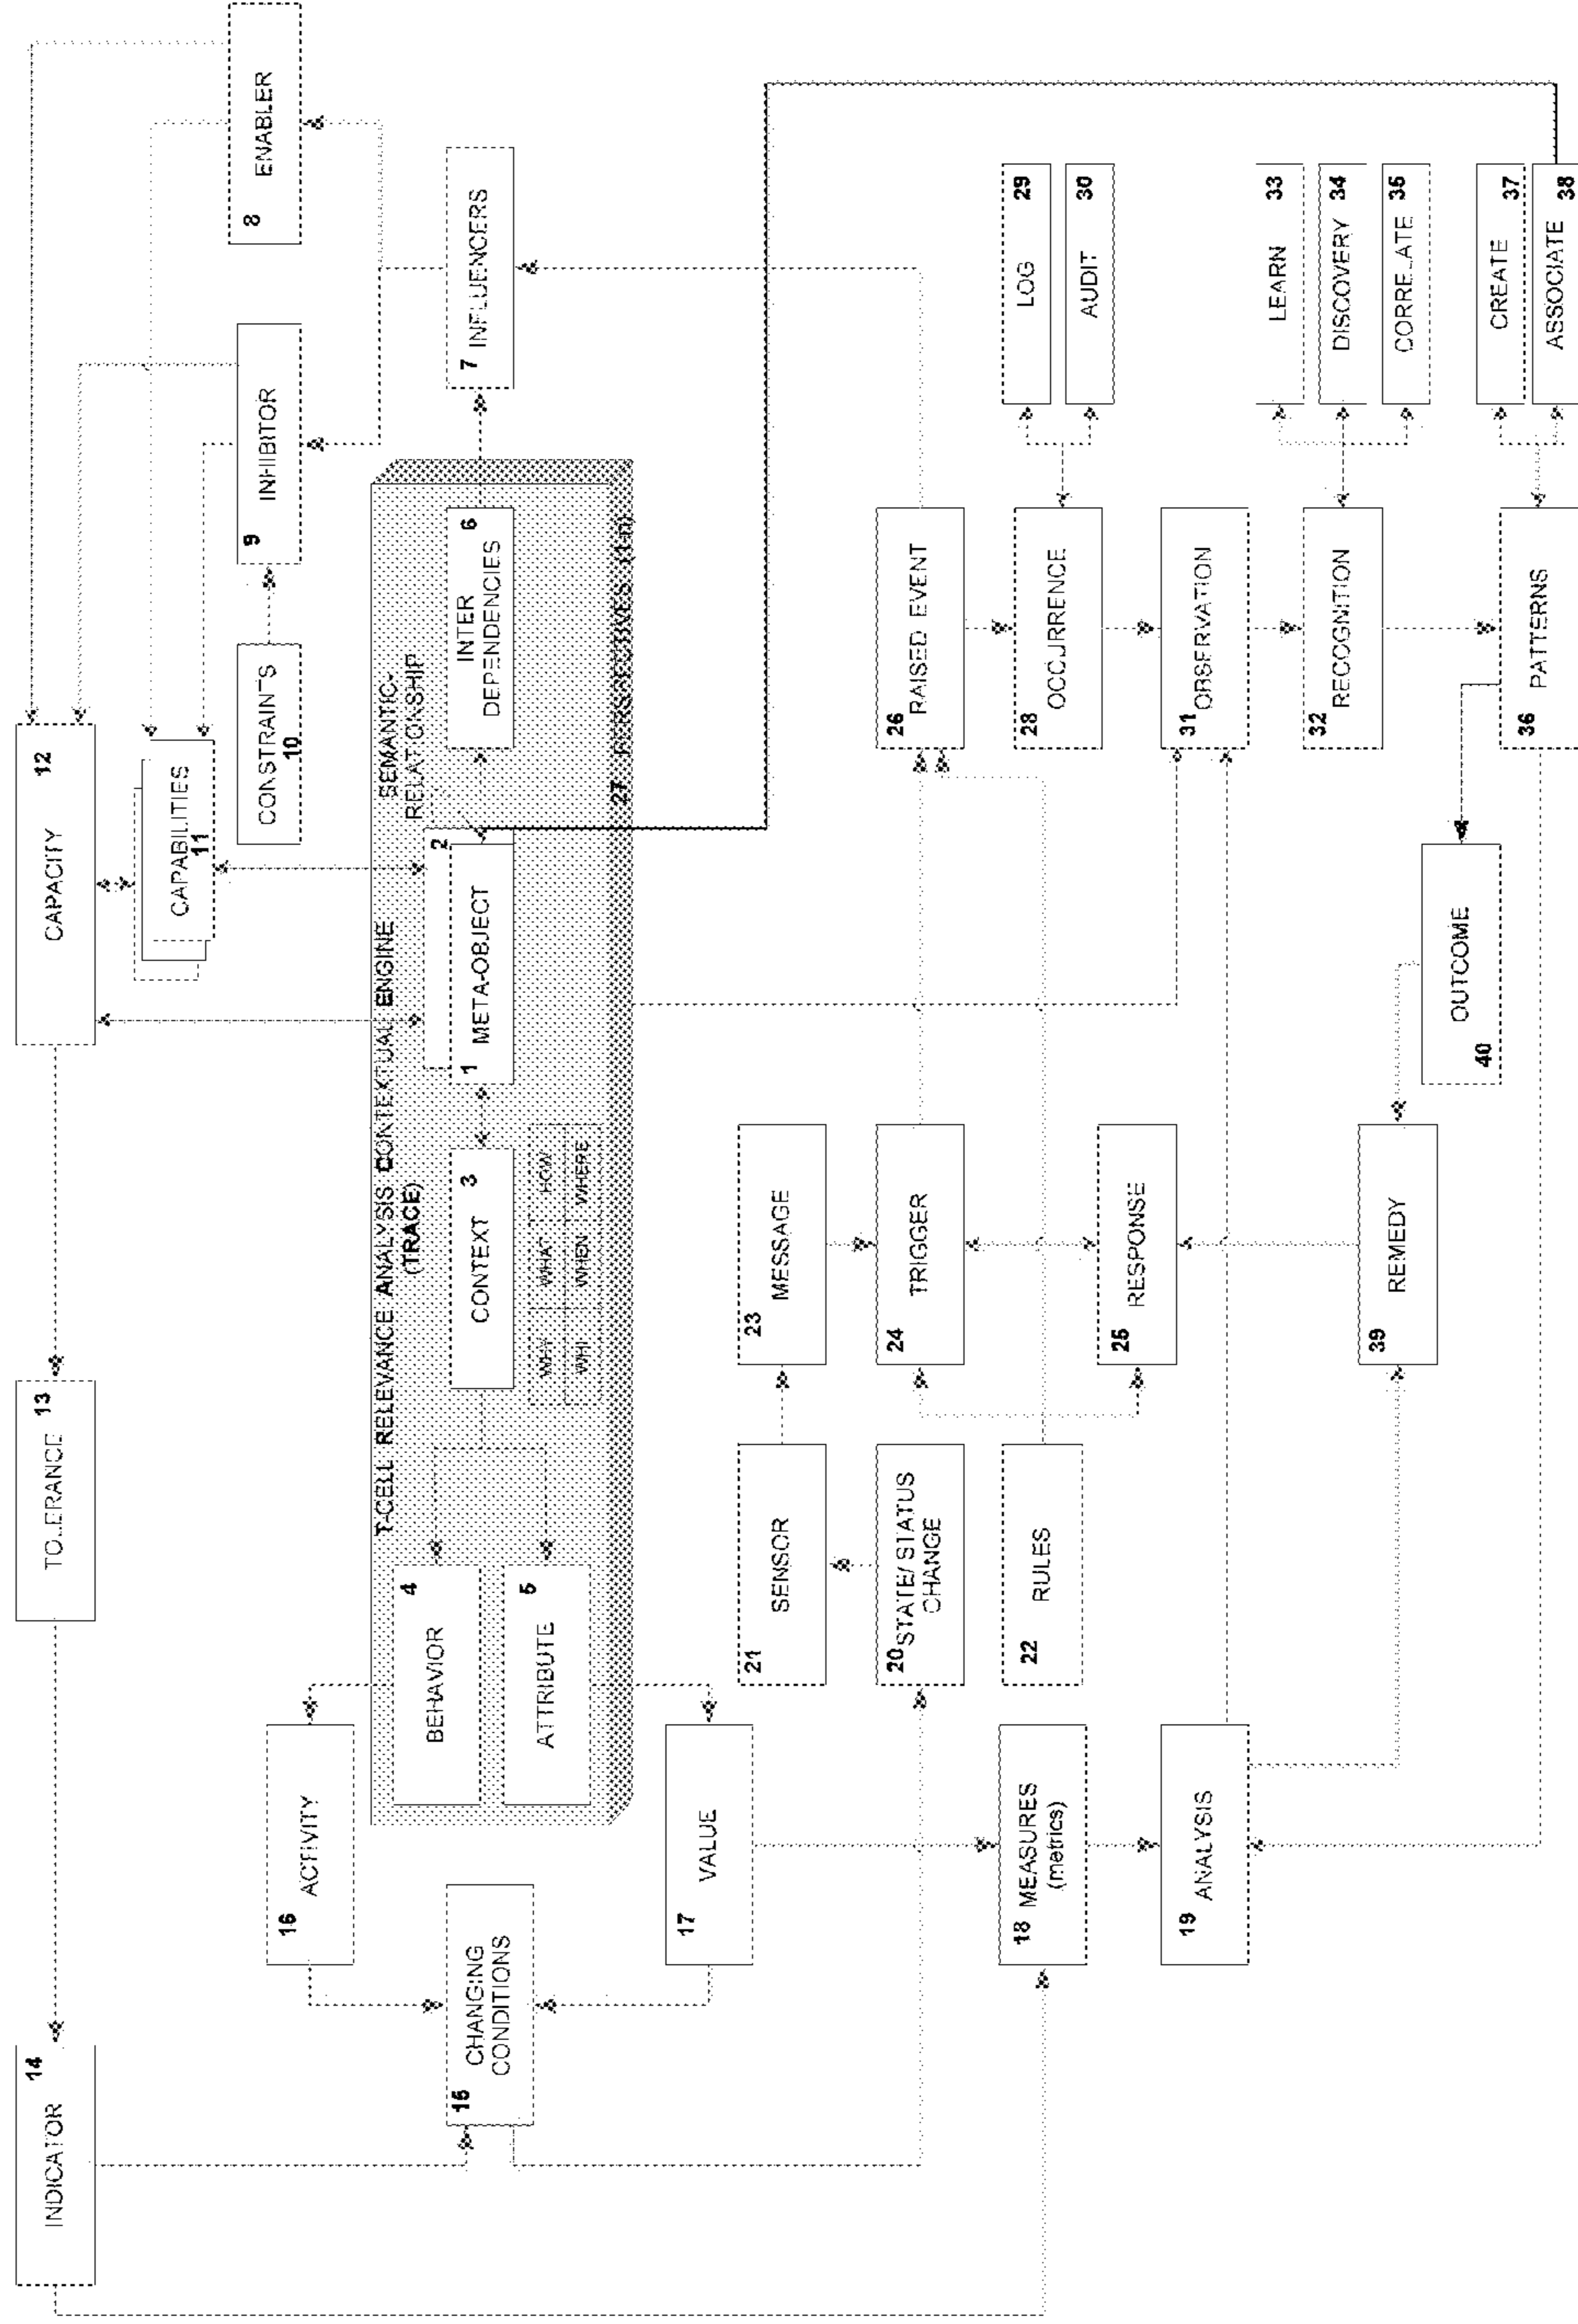 14
INDICATOR
13
TOLERANCE
12
CAPACITY
CAPABILITIES
11
CONSTRAINTS
10
9
INHIBITOR
8
ENABLER
16
ACTIVITY
15
CHANGING
CONDITIONS
17
VALUE
T-CELL RELEVANCE ANALYSIS CONTEXTUAL ENGINE
(TRACE)
SEMANTIC-
RELATIONSHIP
4
BEHAVIOR
5
ATTRIBUTE
3
CONTEXT
WHY
WHAT
HOW
WHEN
WHERE
1
2
META-OBJECT
6
INTER
DEPENDENCIES
27 PERSPECTIVES (1-n)
7 INFLUENCERS
21
SENSOR
23
MESSAGE
20 STATE/STATUS
CHANGE
24
TRIGGER
26
RAISED EVENT
18 MEASURES
(metrics)
22
RULES
25
RESPONSE
28
OCCURRENCE
LOG 29
AUDIT 30
19
ANALYSIS
31 OBSERVATION
32
RECOGNITION
LEARN 33
DISCOVERY 34
CORRELATE 35
39
REMEDY
40
OUTCOME
36
PATTERNS
CREATE 37
ASSOCIATE 38